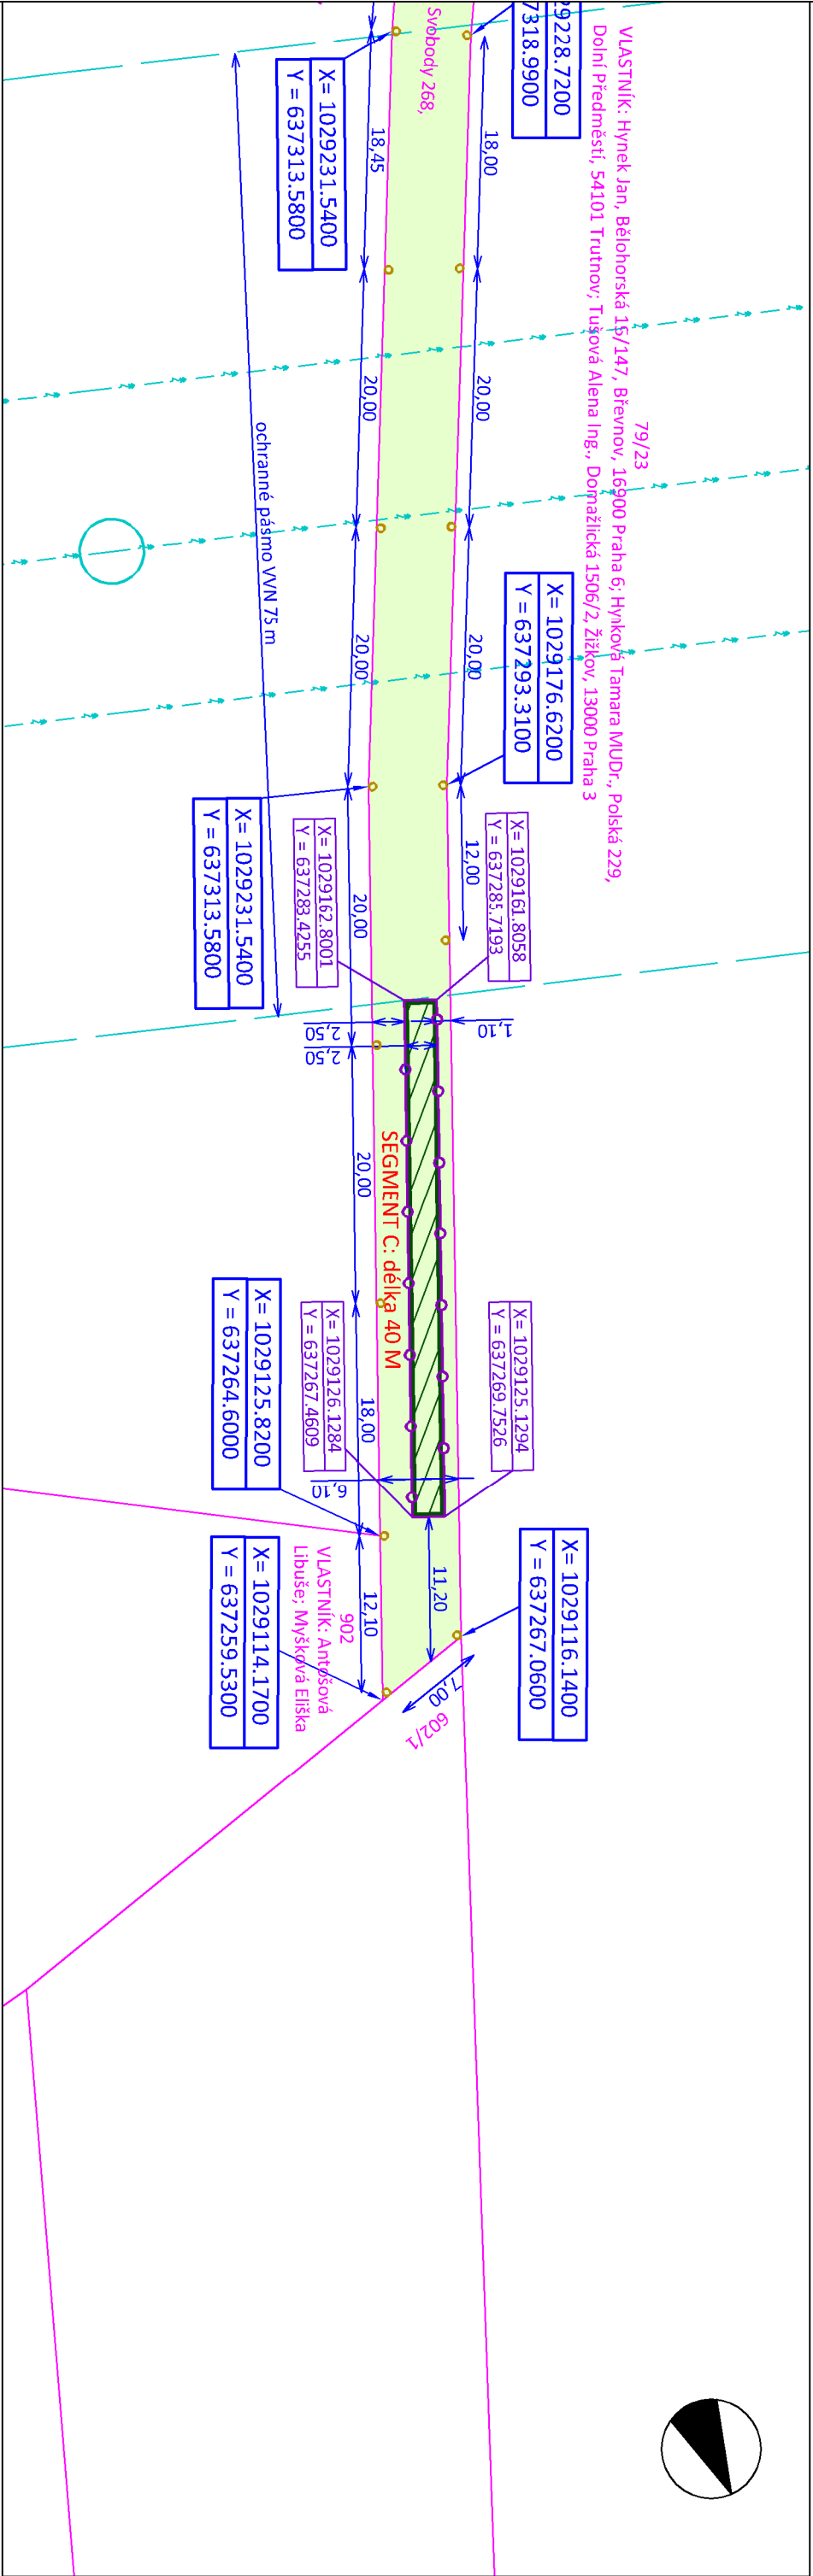 VLASTNÍK: Hynek Jan, Bělohorská 15/147, Břevnov, 16900 Praha 6; Hynková Tamara MUDr., Polská 229,
Dolní Předměstí, 54101 Trutnov; Tušová Alena Ing., Domažlická 1506/2, Žižkov, 13000 Praha 3
79/23
29228.7200
7318.9900
Svobody 268,
18,00
20,00
20,00
12,00
X= 1029176.6200
Y = 637293.3100
X= 1029161.8058
Y = 637285.7193
1,10
X= 1029125.1294
Y = 637269.7526
X= 1029116.1400
Y = 637267.0600
11,20
7,00
602/1
SEGMENT C: délka 40 M
18,45
20,00
20,00
20,00
20,00
18,00
12,10
2,50
2,50
6,10
X= 1029231.5400
Y = 637313.5800
ochranné pásmo VVN 75 m
X= 1029231.5400
Y = 637313.5800
X= 1029162.8001
Y = 637283.4255
X= 1029126.1284
Y = 637267.4609
X= 1029125.8200
Y = 637264.6000
902
VLASTNÍK: Antošová
Libuše; Myšková Eliška
X= 1029114.1700
Y = 637259.5300